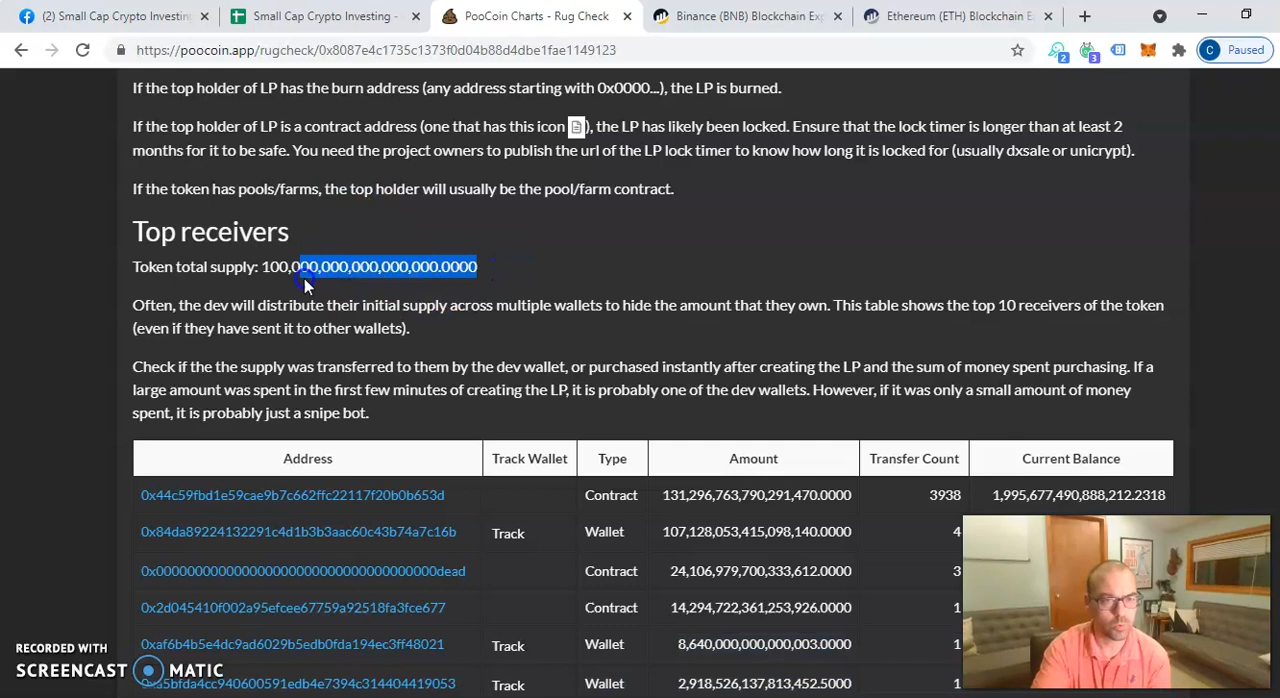 (2) Small Cap Crypto Investin
Small Cap Crypto Investing -
PooCoin Charts - Rug Check
Binance (BNB) Blockchain Exp
Ethereum (ETH) Blockchain E
https://poocoin.app/rugcheck/0x8087e4c1735c1373f0d04b88d4dbe1fae1149123
2
3
C Paused
If the top holder of LP has the burn address (any address starting with 0x0000...), the LP is burned.
If the top holder of LP is a contract address (one that has this icon ), the LP has likely been locked. Ensure that the lock timer is longer than at least 2
months for it to be safe. You need the project owners to publish the url of the LP lock timer to know how long it is locked for (usually dxsale or unicrypt).
If the token has pools/farms, the top holder will usually be the pool/farm contract.
Top receivers
Token total supply: 100,000,000,000,000,000.0000
Often, the dev will distribute their initial supply across multiple wallets to hide the amount that they own. This table shows the top 10 receivers of the token
(even if they have sent it to other wallets).
Check if the the supply was transferred to them by the dev wallet, or purchased instantly after creating the LP and the sum of money spent purchasing. If a
large amount was spent in the first few minutes of creating the LP, it is probably one of the dev wallets. However, if it was only a small amount of money
spent, it is probably just a snipe bot.
Address Track Wallet Type Amount Transfer Count Current Balance
0x44c59fbd1e59cae9b7c662ffc22117f20b0b653d Contract 131,296,763,790,291,470.0000 3938 1,995,677,490,888,212.2318
0x84da89224132291c4d1b3b3aac60c43b74a7c16b Track Wallet 107,128,053,415,098,140.0000 4
0x000000000000000000000000000000000000dead Contract 24,106,979,700,333,612.0000 3
0x2d045410f002a95efcee67759a92518fa3fce677 Contract 14,294,722,361,253,926.0000 1
0xaf6b4b5e4dc9ad6029b5edb0fda194ec3ff48021 Track Wallet 8,640,000,000,000,003.0000 1
0xa5bfda4cc940600591edb4e7394c314404419053 Track Wallet 2,918,526,137,813,452.5000 1
RECORDED WITH
SCREENCAST MATIC